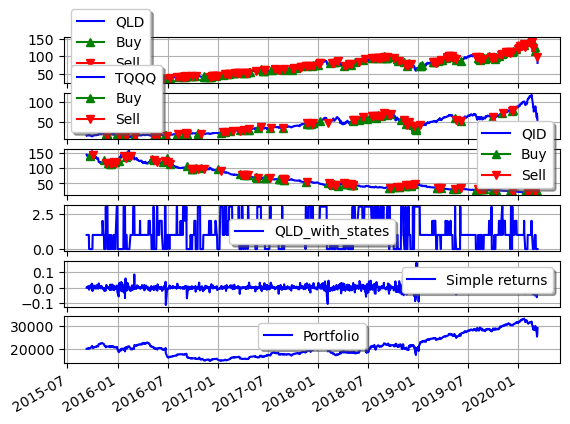 QLD
Buy
Sell
150
100
50
TQQQ
Buy
Sell
100
50
QID
Buy
Sell
150
100
50
QLD_with_states
2.5
0.0
Simple returns
0.1
0.0
−0.1
Portfolio
30000
20000
2015-07
2016-01
2016-07
2017-01
2017-07
2018-01
2018-07
2019-01
2019-07
2020-01